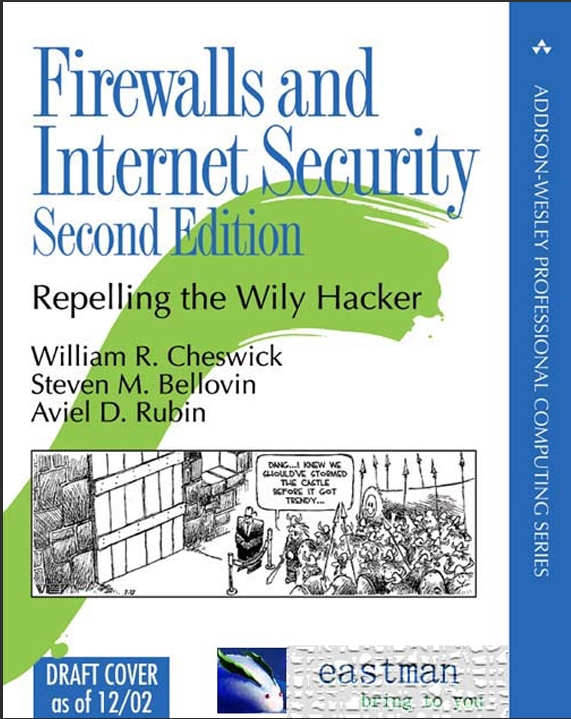 Firewalls and
Internet Security
Second Edition
Repelling the Wily Hacker
William R. Cheswick
Steven M. Bellovin
Aviel D. Rubin
DANG...I KNEW WE
SHOULD'VE STORMED
THE CASTLE
BEFORE IT GOT
TRENDY...
DRAFT COVER
as of 12/02
eastman
bring to you
ADDISON-WESLEY PROFESSIONAL COMPUTING SERIES